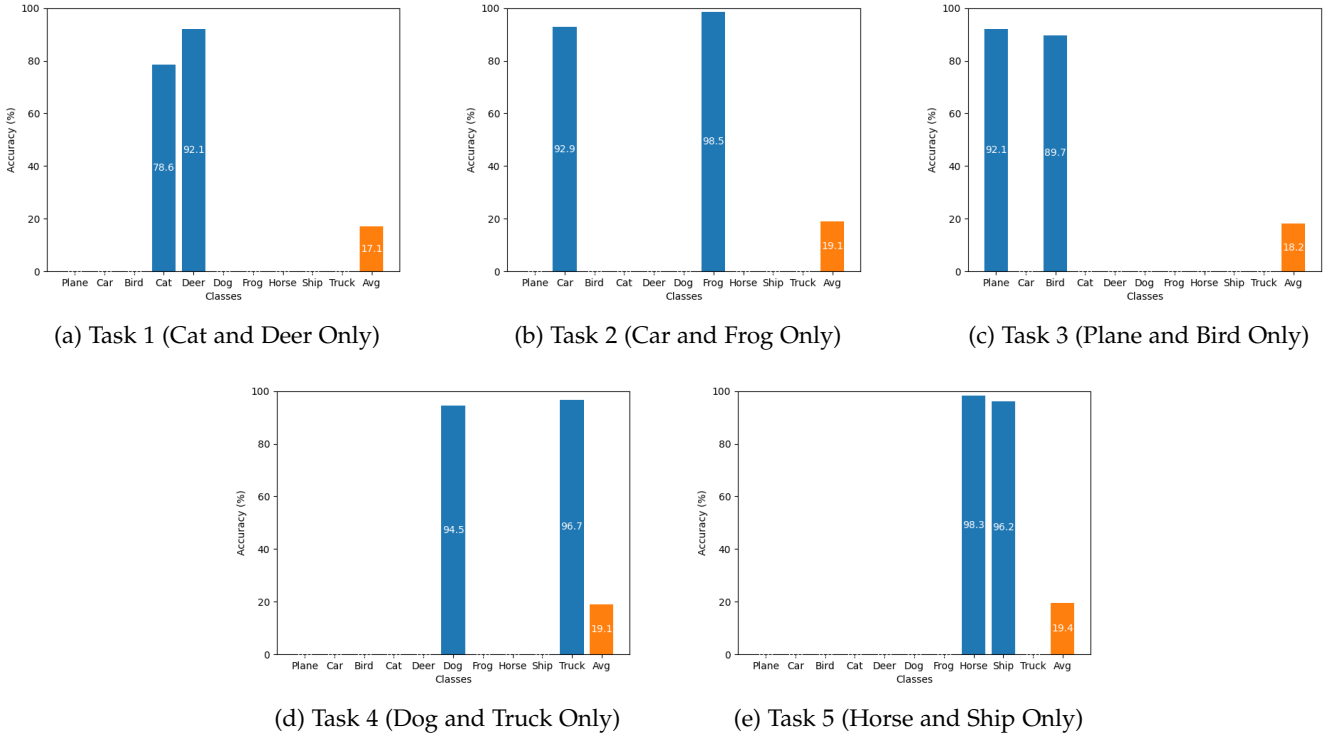 100
80
60
40
20
0
Accuracy (%)
78.6
92.1
17.1
Plane Car Bird Cat Deer Dog Frog Horse Ship Truck Avg
Classes
(a) Task 1 (Cat and Deer Only)
100
80
60
40
20
0
Accuracy (%)
92.9
98.5
19.1
Plane Car Bird Cat Deer Dog Frog Horse Ship Truck Avg
Classes
(b) Task 2 (Car and Frog Only)
100
80
60
40
20
0
Accuracy (%)
92.1
89.7
18.2
Plane Car Bird Cat Deer Dog Frog Horse Ship Truck Avg
Classes
(c) Task 3 (Plane and Bird Only)
100
80
60
40
20
0
Accuracy (%)
94.5
96.7
19.1
Plane Car Bird Cat Deer Dog Frog Horse Ship Truck Avg
Classes
(d) Task 4 (Dog and Truck Only)
100
80
60
40
20
0
Accuracy (%)
98.3
96.2
19.4
Plane Car Bird Cat Deer Dog Frog Horse Ship Truck Avg
Classes
(e) Task 5 (Horse and Ship Only)